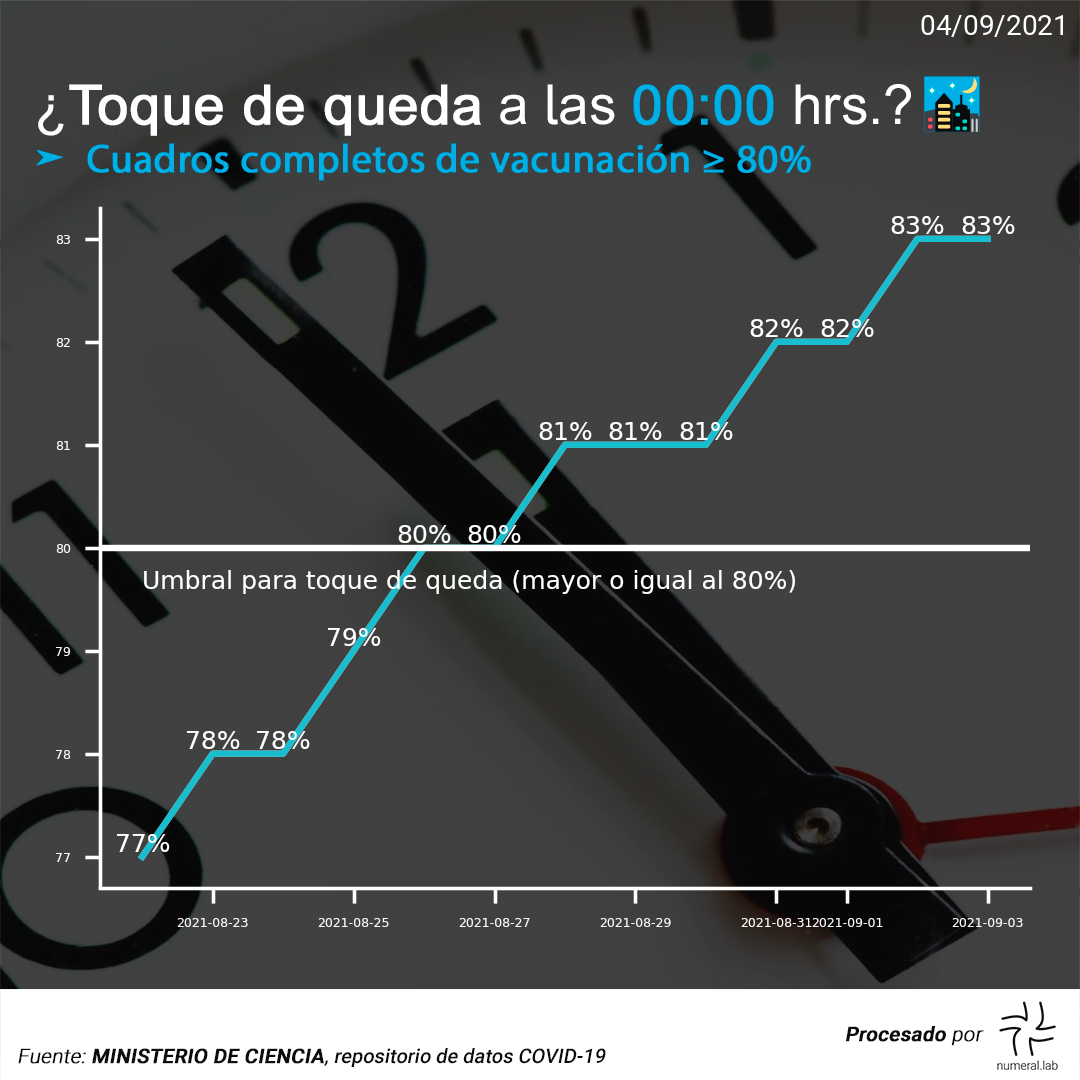 04/09/2021
¿Toque de queda a las 00:00 hrs.?
➤ Cuadros completos de vacunación ≥ 80%
83
82
81
80
79
78
77
77%
78% 78%
79%
80% 80%
81% 81% 81%
82% 82%
83% 83%
Umbral para toque de queda (mayor o igual al 80%)
2021-08-23 2021-08-25 2021-08-27 2021-08-29 2021-08-31 2021-09-01 2021-09-03
2
1
1
11
Fuente: MINISTERIO DE CIENCIA, repositorio de datos COVID-19
Procesado por
numeral.lab